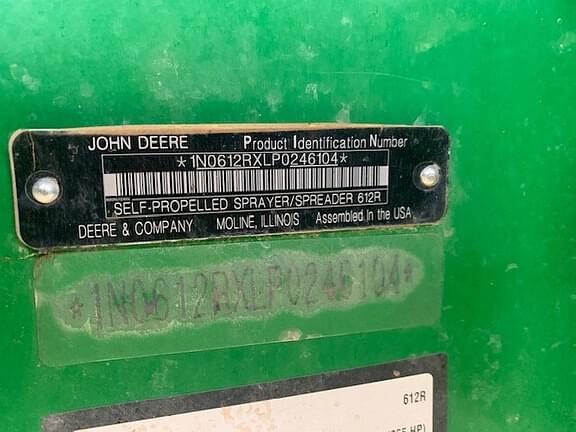 JOHN DEERE Product Identification Number
*1N0612RXLP0246104*
SELF-PROPELLED SPRAYER/SPREADER 612R
DEERE & COMPANY MOLINE, ILLINOIS Assembled in the USA
*1N0612RXLP0246104*
612R
HP)